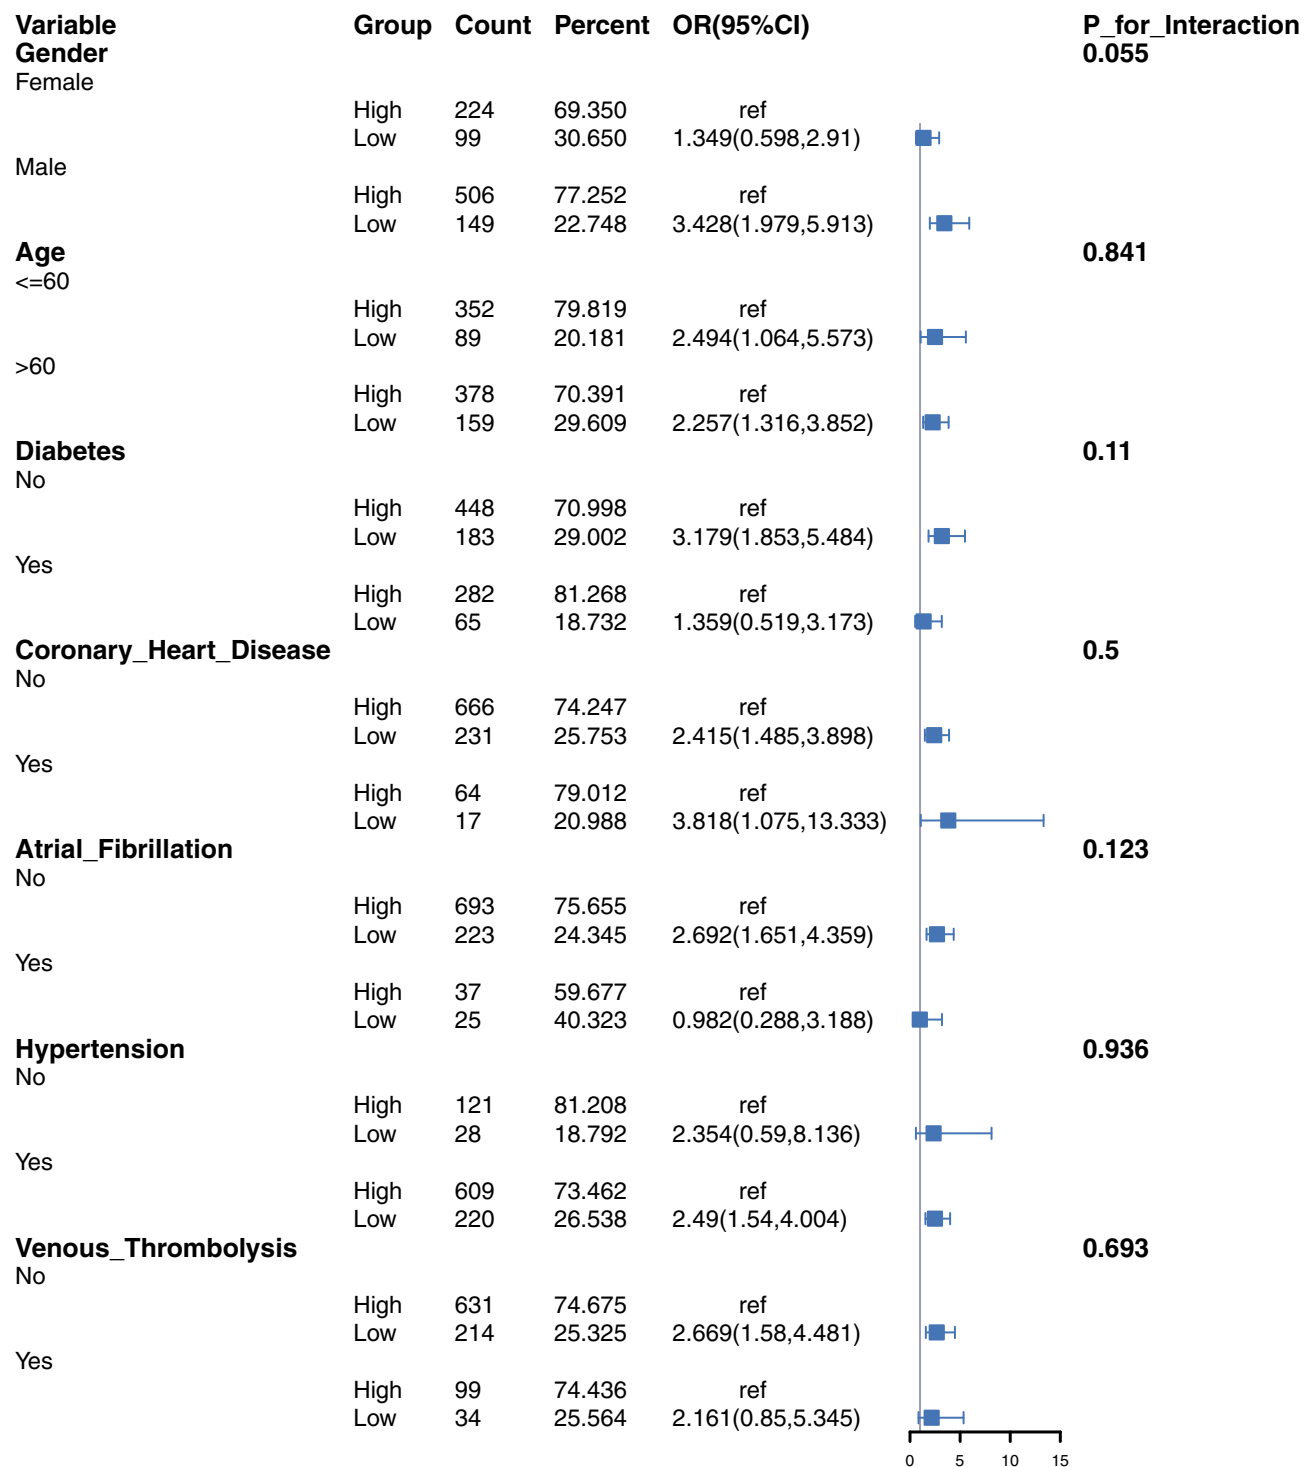 Variable Group Count Percent OR(95%CI) P_for_Interaction
Gender 0.055
Female
High 224 69.350 ref
Low 99 30.650 1.349(0.598,2.91)
Male
High 506 77.252 ref
Low 149 22.748 3.428(1.979,5.913)
Age 0.841
<=60
High 352 79.819 ref
Low 89 20.181 2.494(1.064,5.573)
>60
High 378 70.391 ref
Low 159 29.609 2.257(1.316,3.852)
Diabetes 0.11
No
High 448 70.998 ref
Low 183 29.002 3.179(1.853,5.484)
Yes
High 282 81.268 ref
Low 65 18.732 1.359(0.519,3.173)
Coronary_Heart_Disease 0.5
No
High 666 74.247 ref
Low 231 25.753 2.415(1.485,3.898)
Yes
High 64 79.012 ref
Low 17 20.988 3.818(1.075,13.333)
Atrial_Fibrillation 0.123
No
High 693 75.655 ref
Low 223 24.345 2.692(1.651,4.359)
Yes
High 37 59.677 ref
Low 25 40.323 0.982(0.288,3.188)
Hypertension 0.936
No
High 121 81.208 ref
Low 28 18.792 2.354(0.59,8.136)
Yes
High 609 73.462 ref
Low 220 26.538 2.49(1.54,4.004)
Venous_Thrombolysis 0.693
No
High 631 74.675 ref
Low 214 25.325 2.669(1.58,4.481)
Yes
High 99 74.436 ref
Low 34 25.564 2.161(0.85,5.345)
0 5 10 15